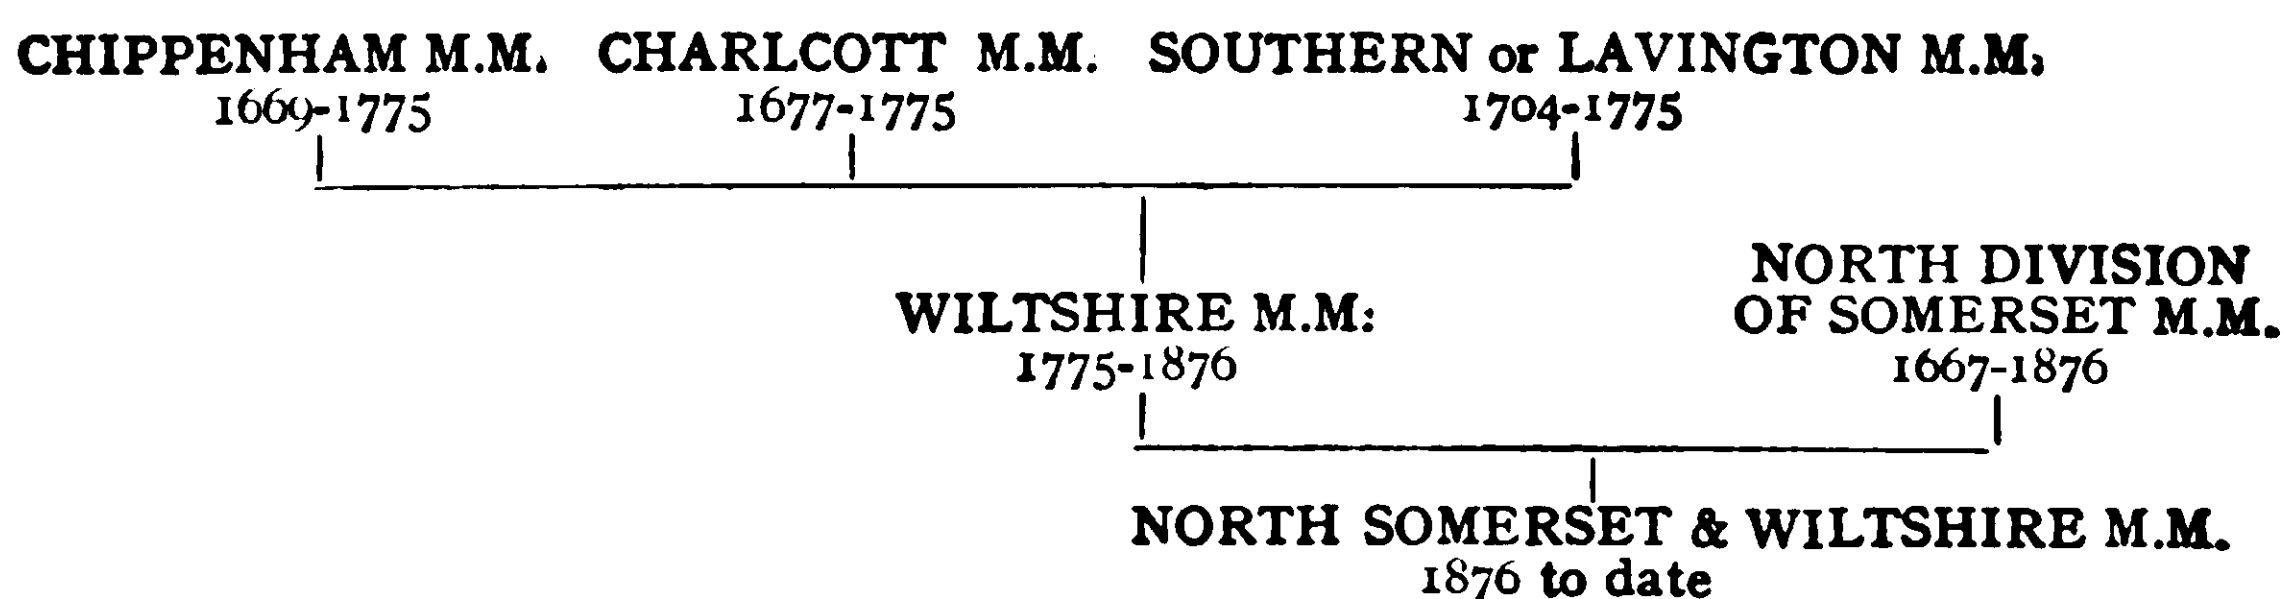 CHIPPENHAM M.M. CHARLCOTT M.M. SOUTHERN or LAVINGTON M.M.
1669-1775 1677-1775 1704-1775
NORTH DIVISION
WILTSHIRE M.M. OF SOMERSET M.M.
1775-1876 1667-1876
NORTH SOMERSET & WILTSHIRE M.M.
1876 to date